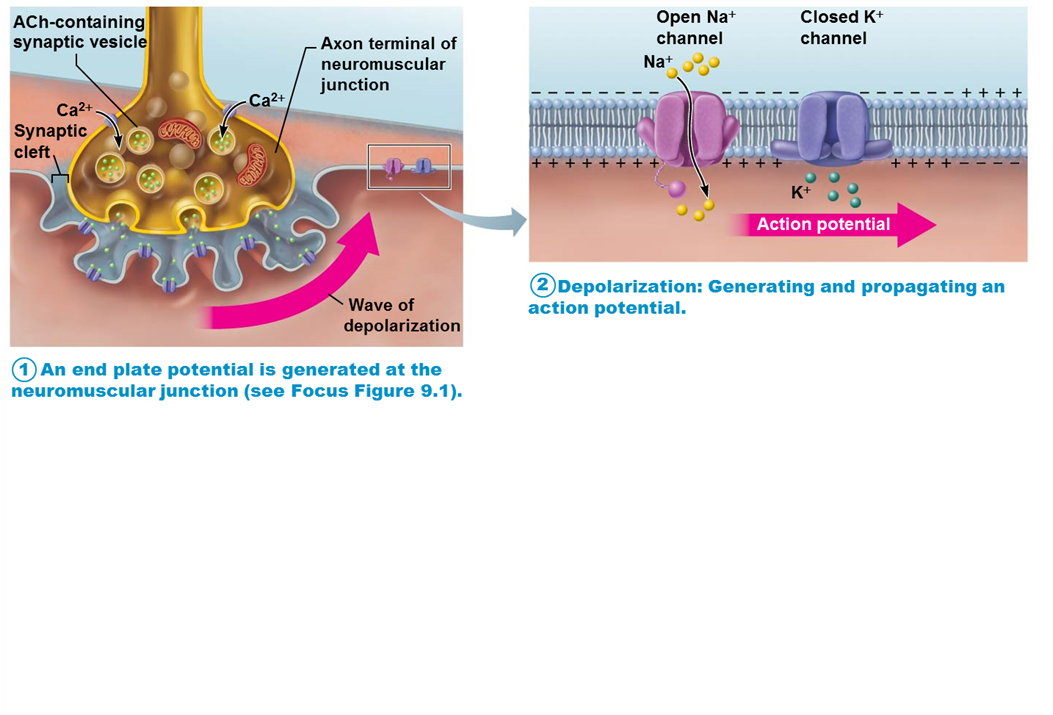 ACh-containing
synaptic vesicle
Axon terminal of
neuromuscular
junction
Ca2+
Ca2+
Synaptic
cleft
Wave of
depolarization
① An end plate potential is generated at the
neuromuscular junction (see Focus Figure 9.1).
Open Na+
channel
Closed K+
channel
Na+
– – – – – – – – – – – – – – – – – – + + + +
+ + + + + + + + + + + + + + + + + – – – –
K+
Action potential
② Depolarization: Generating and propagating an
action potential.